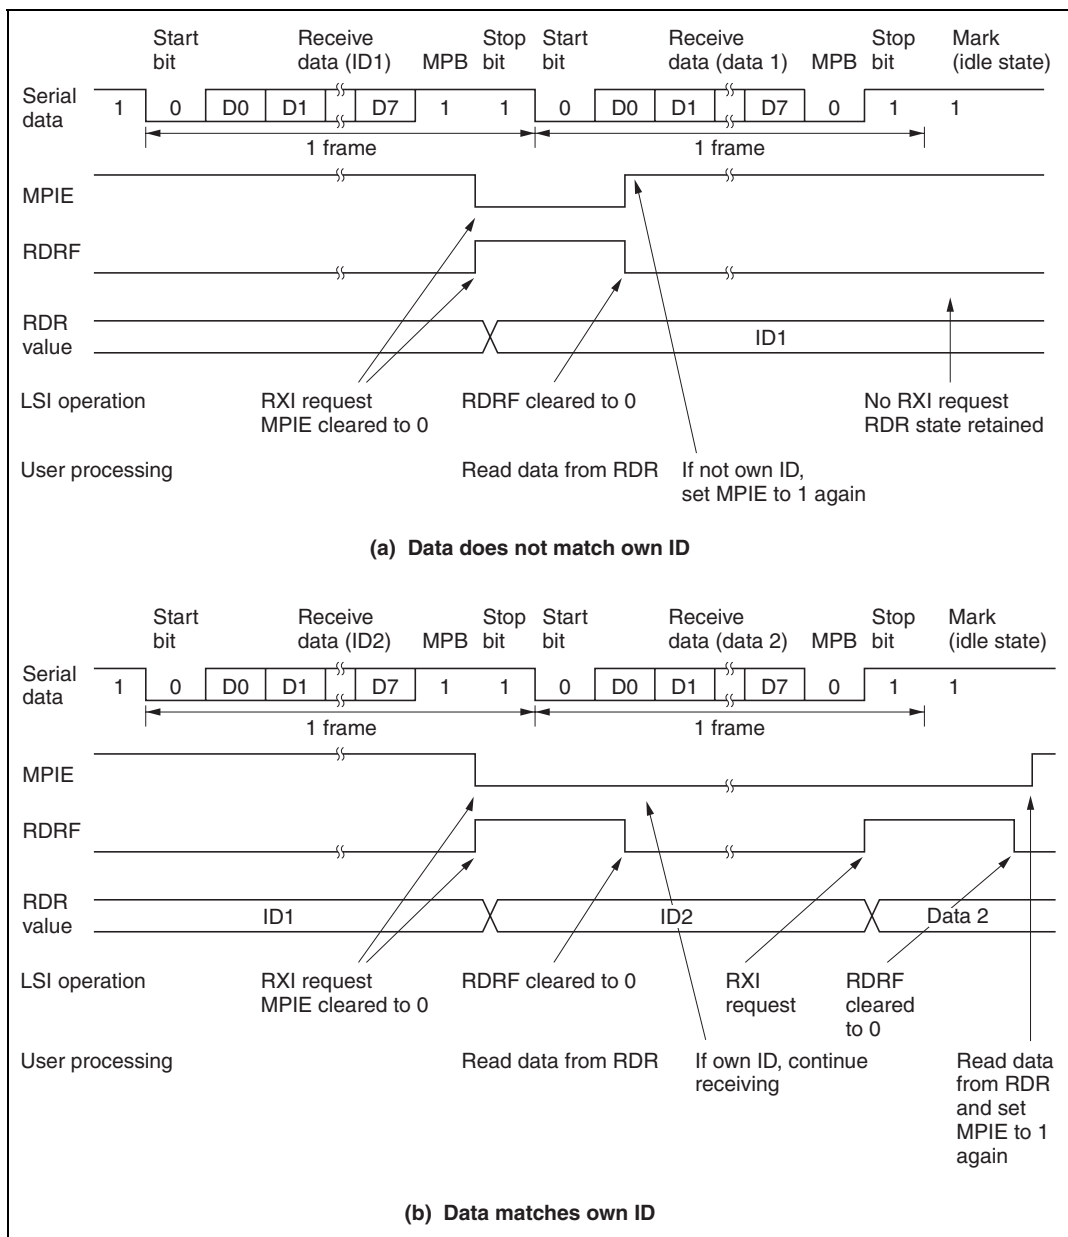 Start bit
Receive data (ID1)
MPB
Stop bit
Start bit
Receive data (data 1)
MPB
Stop bit
Mark (idle state)
Serial data
1 0 D0 D1 D7 1 1 0 D0 D1 D7 0 1 1
1 frame
1 frame
MPIE
RDRF
RDR value
ID1
LSI operation
RXI request
MPIE cleared to 0
RDRF cleared to 0
No RXI request
RDR state retained
User processing
Read data from RDR
If not own ID,
set MPIE to 1 again
(a) Data does not match own ID
Start bit
Receive data (ID2)
MPB
Stop bit
Start bit
Receive data (data 2)
MPB
Stop bit
Mark (idle state)
Serial data
1 0 D0 D1 D7 1 1 0 D0 D1 D7 0 1 1
1 frame
1 frame
MPIE
RDRF
RDR value
ID1
ID2
Data 2
LSI operation
RXI request
MPIE cleared to 0
RDRF cleared to 0
RXI
request
RDRF
cleared
to 0
User processing
Read data from RDR
If own ID, continue
receiving
Read data
from RDR
and set
MPIE to 1
again
(b) Data matches own ID